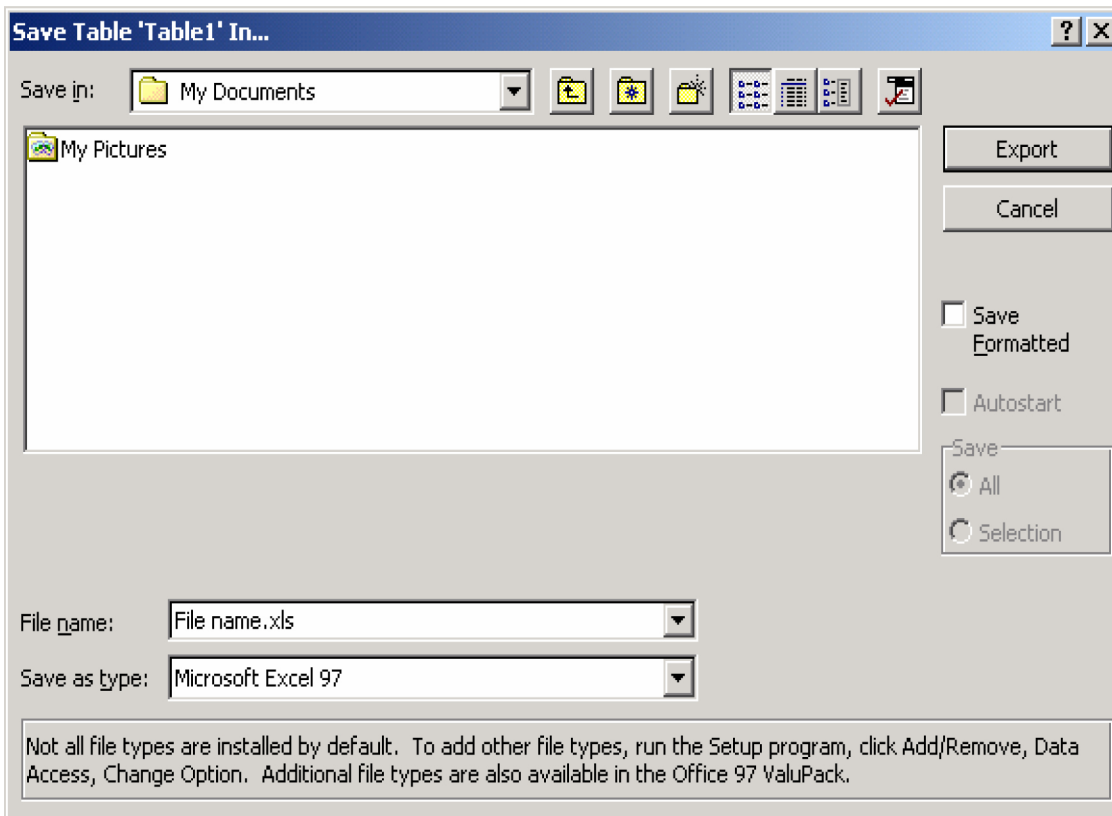 Save Table 'Table1' In...
Save in:
My Documents
My Pictures
Export
Cancel
Save
Formatted
Autostart
Save
All
Selection
File name:
File name.xls
Save as type:
Microsoft Excel 97
Not all file types are installed by default. To add other file types, run the Setup program, click Add/Remove, Data
Access, Change Option. Additional file types are also available in the Office 97 ValuPack.